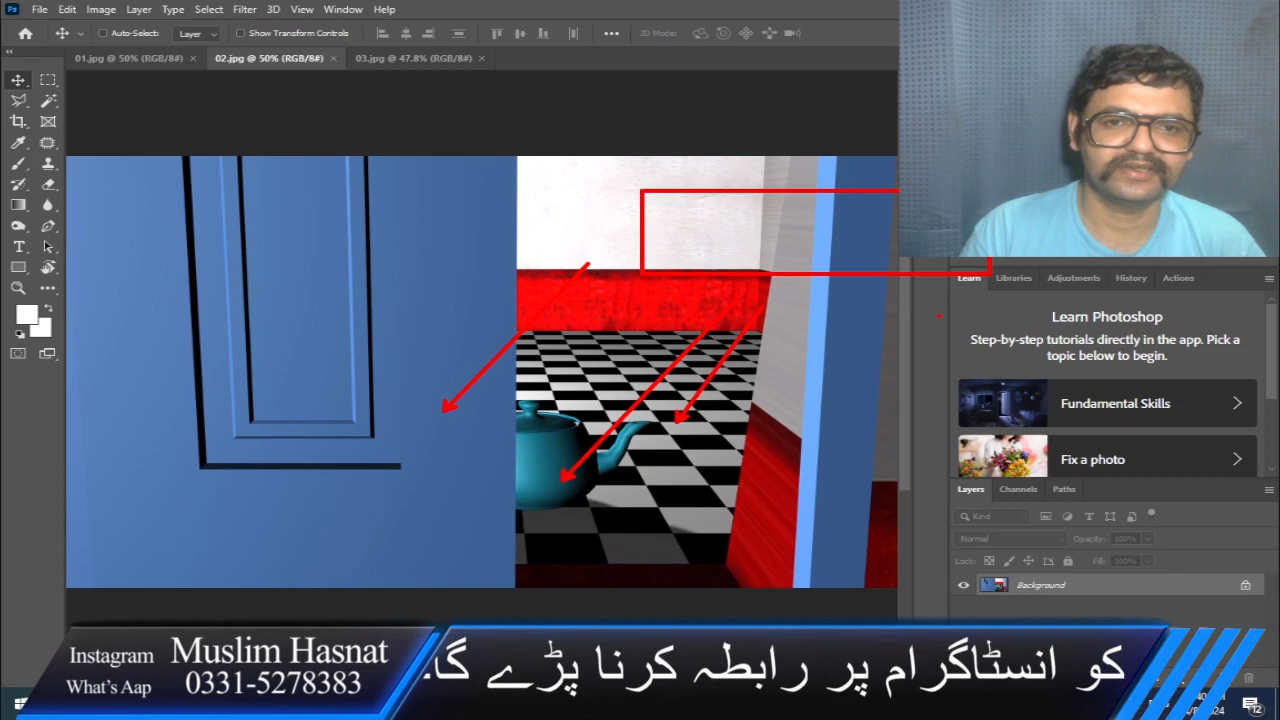 Ps File Edit Image Layer Type Select Filter 3D View Window Help
Auto-Select: Layer Show Transform Controls 3D Mode:
01.jpg @ 50% (RGB/8#) × 02.jpg @ 50% (RGB/8#) × 03.jpg @ 47.8% (RGB/8#) ×
Learn Libraries Adjustments History Actions
Learn Photoshop
Step-by-step tutorials directly in the app. Pick a
topic below to begin.
Fundamental Skills
Fix a photo
Layers Channels Paths
Kind
Normal Opacity: 100%
Lock: Fill: 100%
Background
Instagram Muslim Hasnat
What's Aap 0331-5278383
کو انسٹاگرام پر رابطہ کرنا پڑے گا۔
12